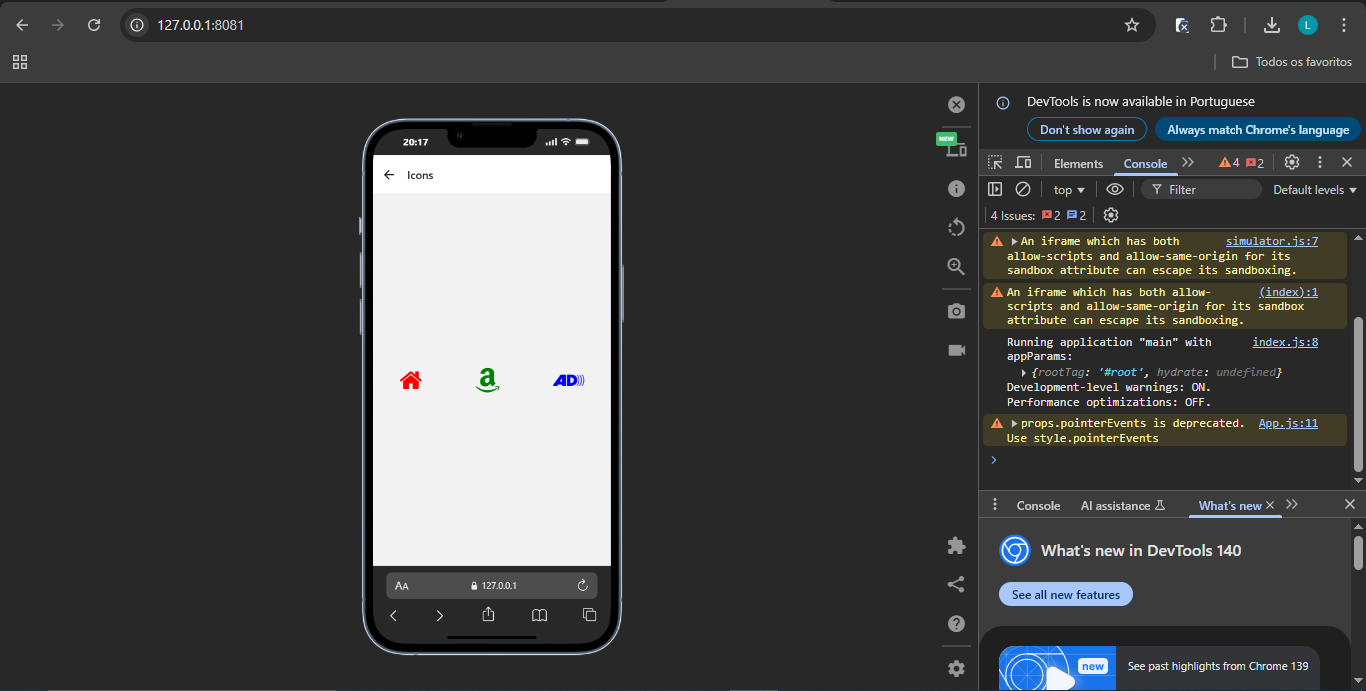 127.0.0.1:8081
L
Todos os favoritos
20:17
Icons
a
AD
AA
127.0.0.1
NEW
DevTools is now available in Portuguese
Don't show again
Always match Chrome's language
Elements
Console
4
2
top
Filter
Default levels
4 Issues:
2
2
An iframe which has both simulator.js:7
allow-scripts and allow-same-origin for its
sandbox attribute can escape its sandboxing.
An iframe which has both allow- (index):1
scripts and allow-same-origin for its sandbox
attribute can escape its sandboxing.
Running application "main" with index.js:8
appParams:
{rootTag: '#root', hydrate: undefined}
Development-level warnings: ON.
Performance optimizations: OFF.
props.pointerEvents is deprecated. App.js:11
Use style.pointerEvents
Console
AI assistance
What's new
What's new in DevTools 140
See all new features
new
See past highlights from Chrome 139